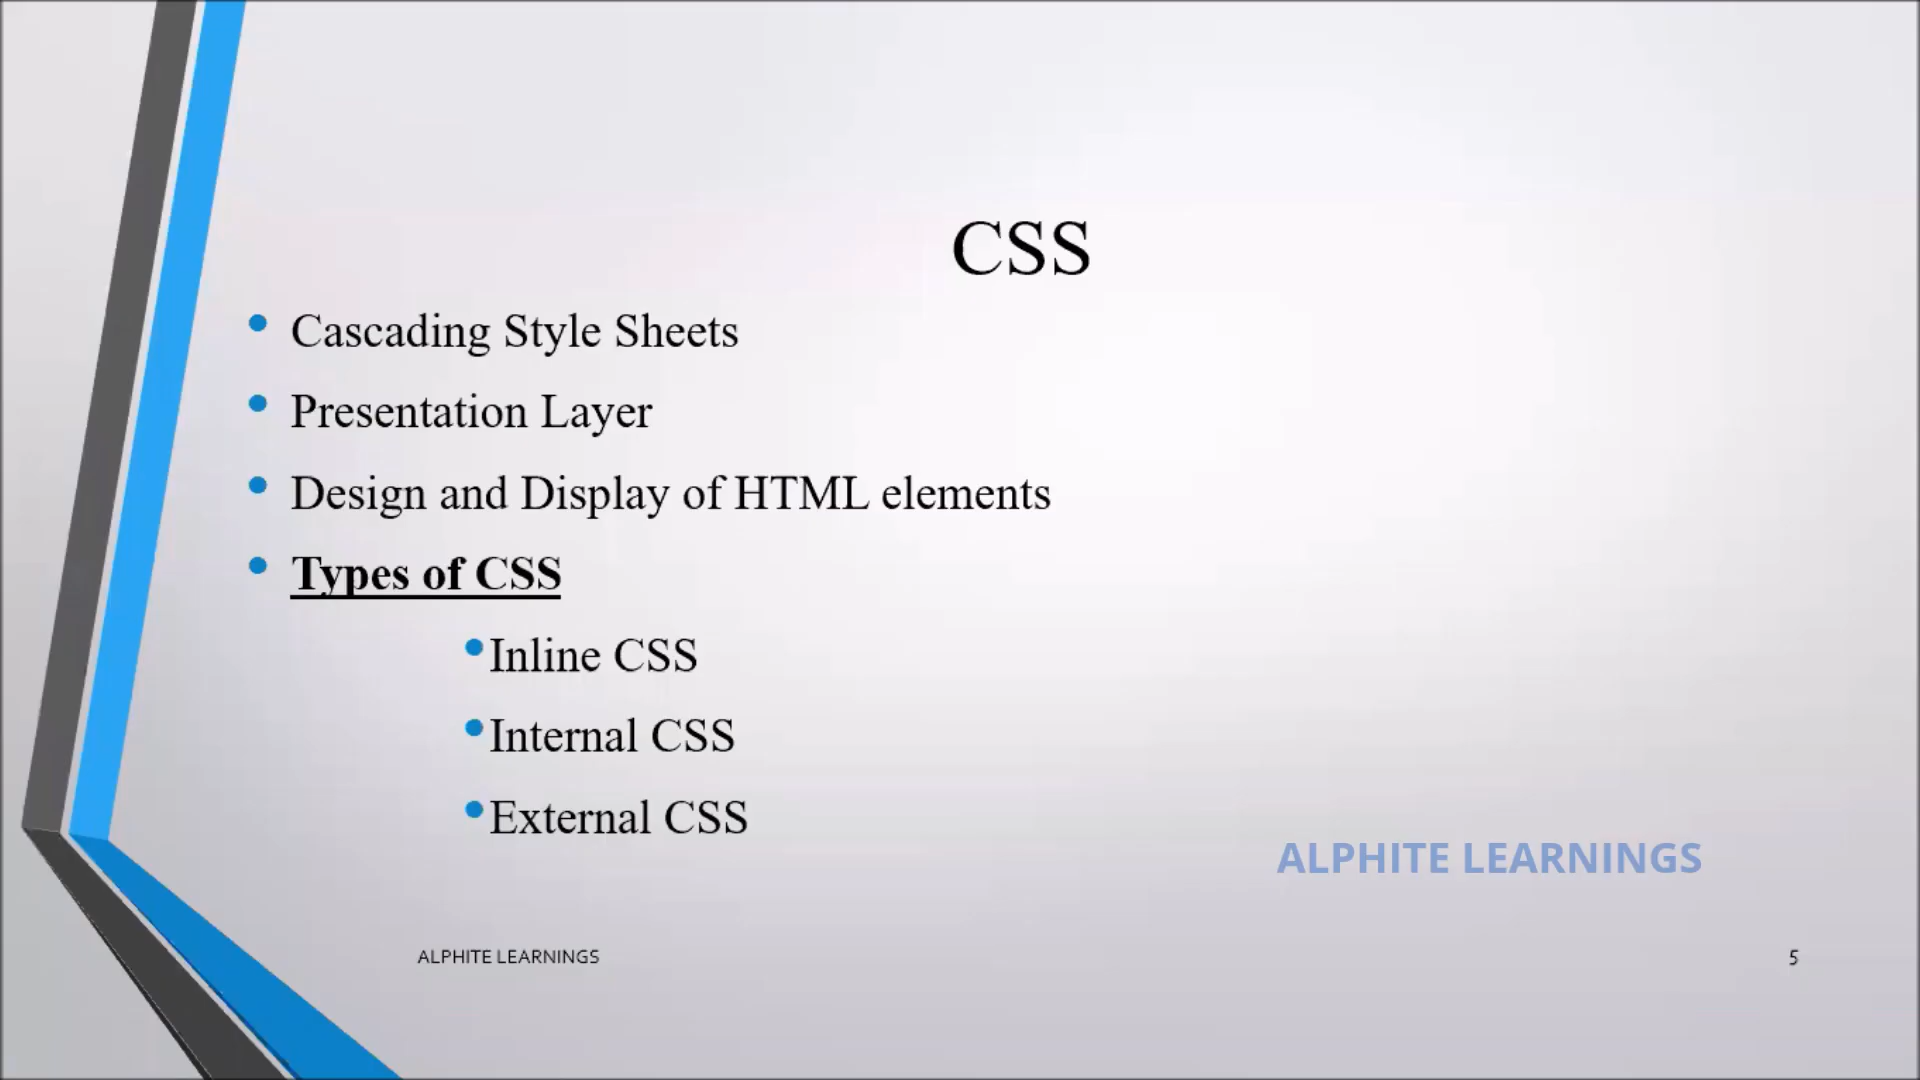 CSS
• Cascading Style Sheets
• Presentation Layer
• Design and Display of HTML elements
• Types of CSS
• Inline CSS
• Internal CSS
• External CSS
ALPHITE LEARNINGS
ALPHITE LEARNINGS
5